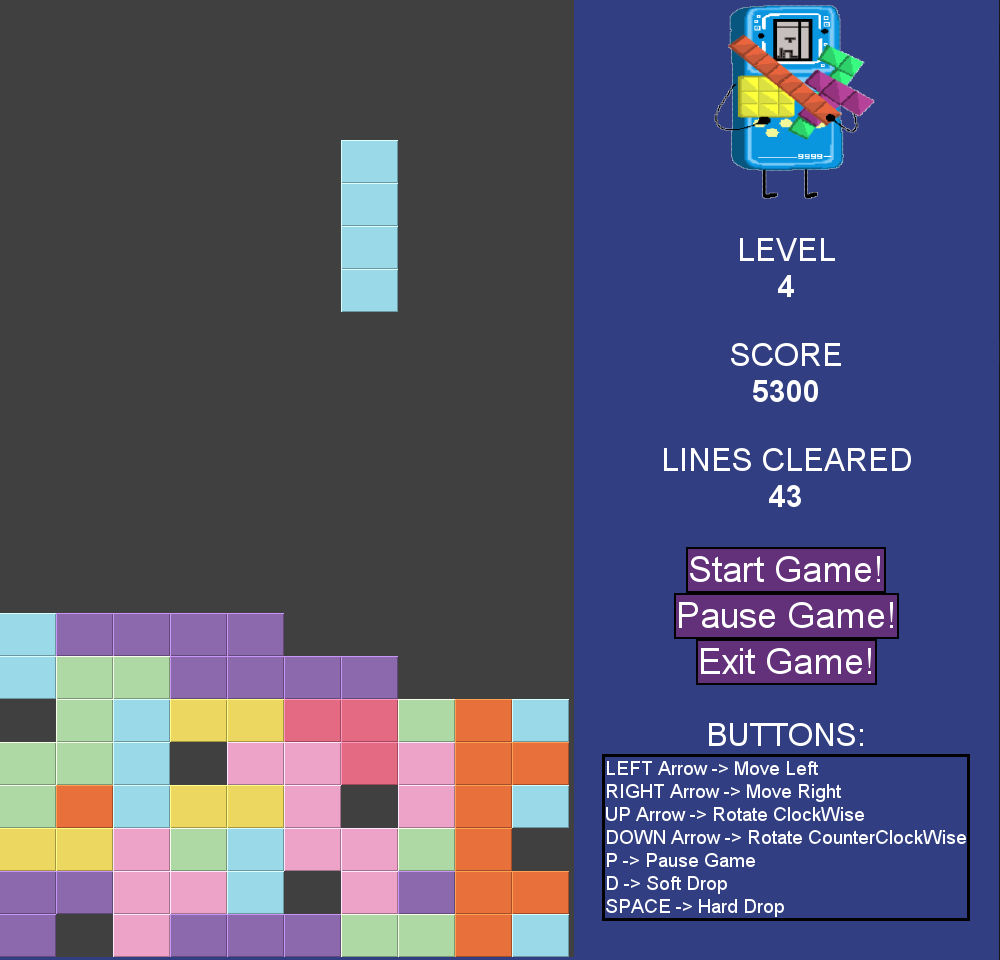 9999
LEVEL
4
SCORE
5300
LINES CLEARED
43
Start Game!
Pause Game!
Exit Game!
BUTTONS:
LEFT Arrow -> Move Left
RIGHT Arrow -> Move Right
UP Arrow -> Rotate ClockWise
DOWN Arrow -> Rotate CounterClockWise
P -> Pause Game
D -> Soft Drop
SPACE -> Hard Drop